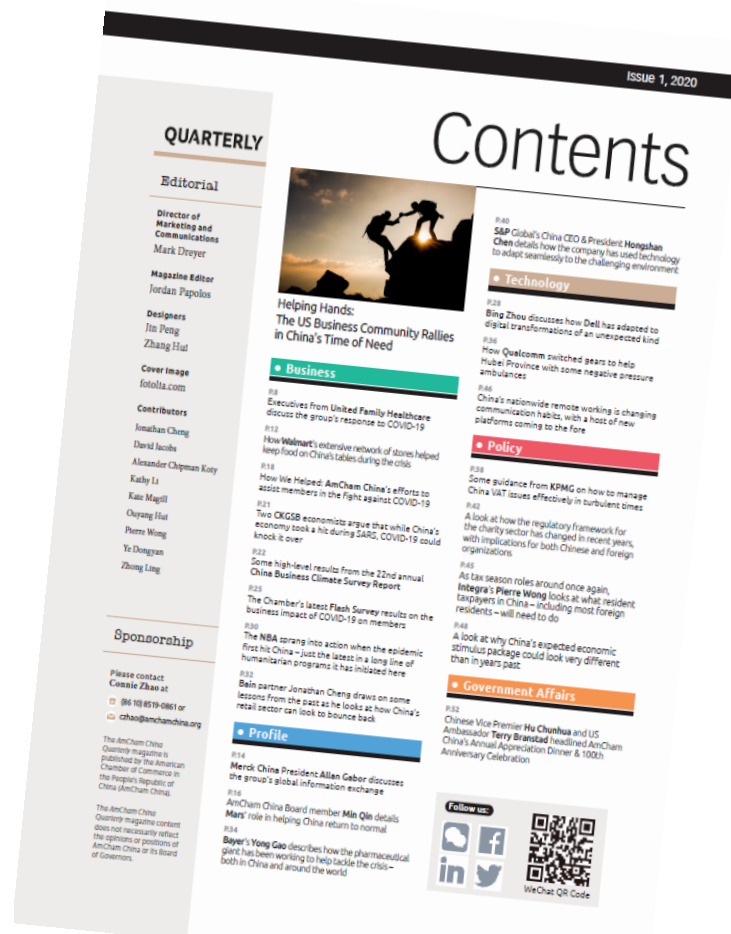 Issue 1, 2020
Contents
QUARTERLY
Editorial
Director of
Marketing and
Communications
Mark Dreyer
Magazine Editor
Jordan Papolos
Designers
Jin Peng
Zhang Hui
Cover Image
fotolia.com
Contributors
Jonathan Cheng
David Jacobs
Alexander Chipman Koty
Kathy Li
Kate Magill
Ouyang Hui
Pierre Wong
Ye Dongyan
Zhong Ling
Sponsorship
Please contact
Connie Zhao at
(86 10) 8519-0861 or
czhao@amchamchina.org
The AmCham China
Quarterly magazine is
published by the American
Chamber of Commerce in
the People's Republic of
China (AmCham China).
The AmCham China
Quarterly magazine content
does not necessarily reflect
the opinions or positions of
AmCham China or its Board
of Governors.
Helping Hands:
The US Business Community Rallies
in China's Time of Need
• Business
P.8
Executives from United Family Healthcare
discuss the group's response to COVID-19
P.12
How Walmart's extensive network of stores helped
keep food on China's tables during the crisis
P.18
How We Helped: AmCham China's efforts to
assist members in the fight against COVID-19
P.21
Two CKGSB economists argue that while China's
economy took a hit during SARS, COVID-19 could
knock it over
P.22
Some high-level results from the 22nd annual
China Business Climate Survey Report
P.25
The Chamber's latest Flash Survey results on the
business impact of COVID-19 on members
P.30
The NBA sprang into action when the epidemic
first hit China – just the latest in a long line of
humanitarian programs it has initiated here
P.32
Bain partner Jonathan Cheng draws on some
lessons from the past as he looks at how China's
retail sector can look to bounce back
• Profile
P.14
Merck China President Allan Gabor discusses
the group's global information exchange
P.16
AmCham China Board member Min Qin details
Mars' role in helping China return to normal
P.34
Bayer's Yong Gao describes how the pharmaceutical
giant has been working to help tackle the crisis –
both in China and around the world
P.40
S&P Global's China CEO & President Hongshan
Chen details how the company has used technology
to adapt seamlessly to the challenging environment
• Technology
P.28
Bing Zhou discusses how Dell has adapted to
digital transformations of an unexpected kind
P.36
How Qualcomm switched gears to help
Hubei Province with some negative pressure
ambulances
P.46
China's nationwide remote working is changing
communication habits, with a host of new
platforms coming to the fore
• Policy
P.38
Some guidance from KPMG on how to manage
China VAT issues effectively in turbulent times
P.42
A look at how the regulatory framework for
the charity sector has changed in recent years,
with implications for both Chinese and foreign
organizations
P.45
As tax season roles around once again,
Integra's Pierre Wong looks at what resident
taxpayers in China – including most foreign
residents – will need to do
P.48
A look at why China's expected economic
stimulus package could look very different
than in years past
• Government Affairs
P.52
Chinese Vice Premier Hu Chunhua and US
Ambassador Terry Branstad headlined AmCham
China's Annual Appreciation Dinner & 100th
Anniversary Celebration
Follow us:
WeChat QR Code